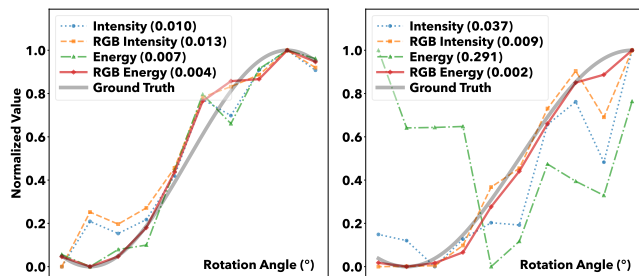 Intensity (0.010)
RGB Intensity (0.013)
Energy (0.007)
RGB Energy (0.004)
Ground Truth
1.0
0.8
0.6
0.4
0.2
0.0
Normalized Value
Rotation Angle (°)
Intensity (0.037)
RGB Intensity (0.009)
Energy (0.291)
RGB Energy (0.002)
Ground Truth
1.0
0.8
0.6
0.4
0.2
0.0
Rotation Angle (°)